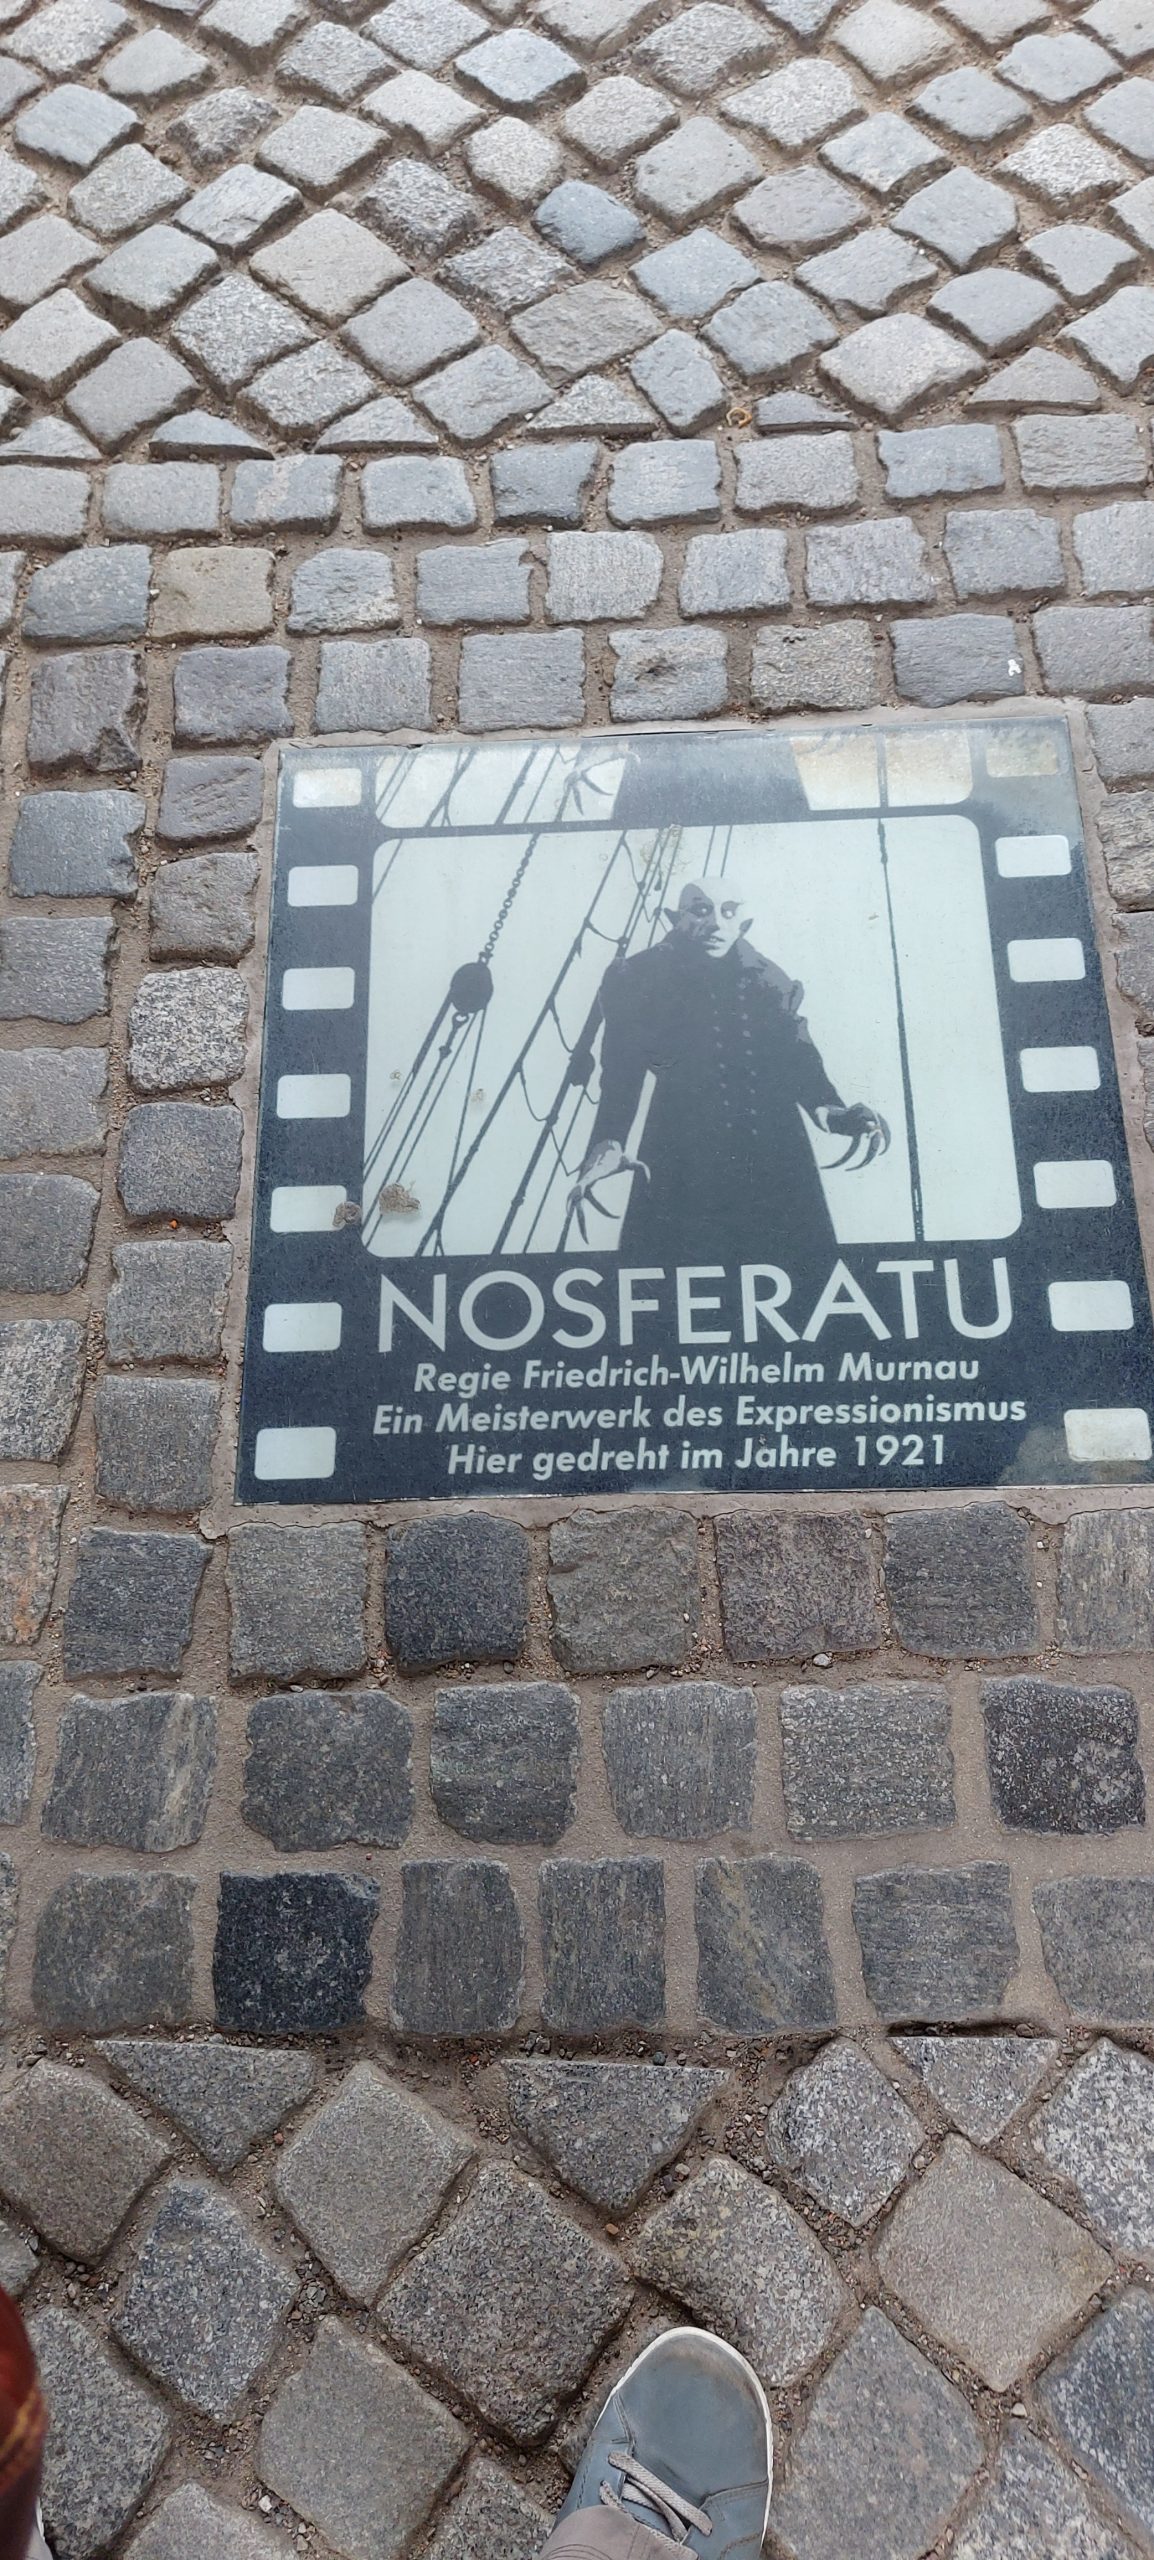 NOSFERATU
Regie Friedrich-Wilhelm Murnau
Ein Meisterwerk des Expressionismus
Hier gedreht im Jahre 1921